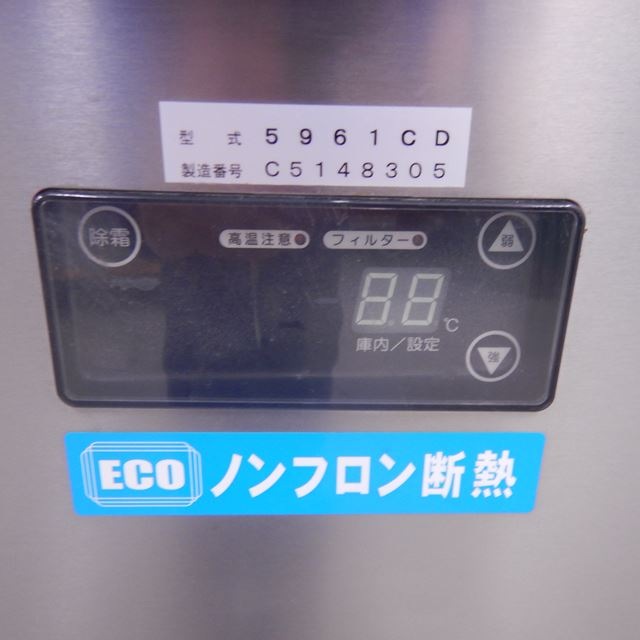 型式 5961CD
製造番号 C5148305
除霜 高温注意 フィルター 弱
88 ℃
庫内／設定 強
ECO ノンフロン断熱